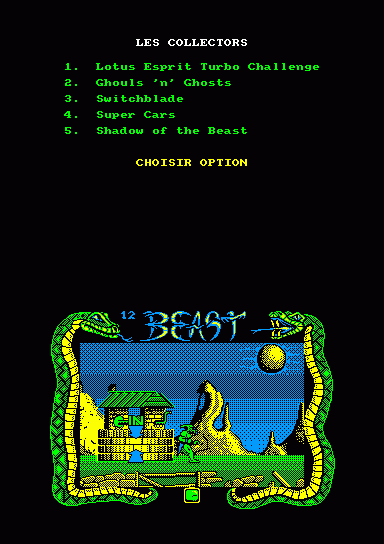 LES COLLECTORS
1. Lotus Esprit Turbo Challenge
2. Ghouls 'n' Ghosts
3. Switchblade
4. Super Cars
5. Shadow of the Beast
CHOISIR OPTION
12 BEAST